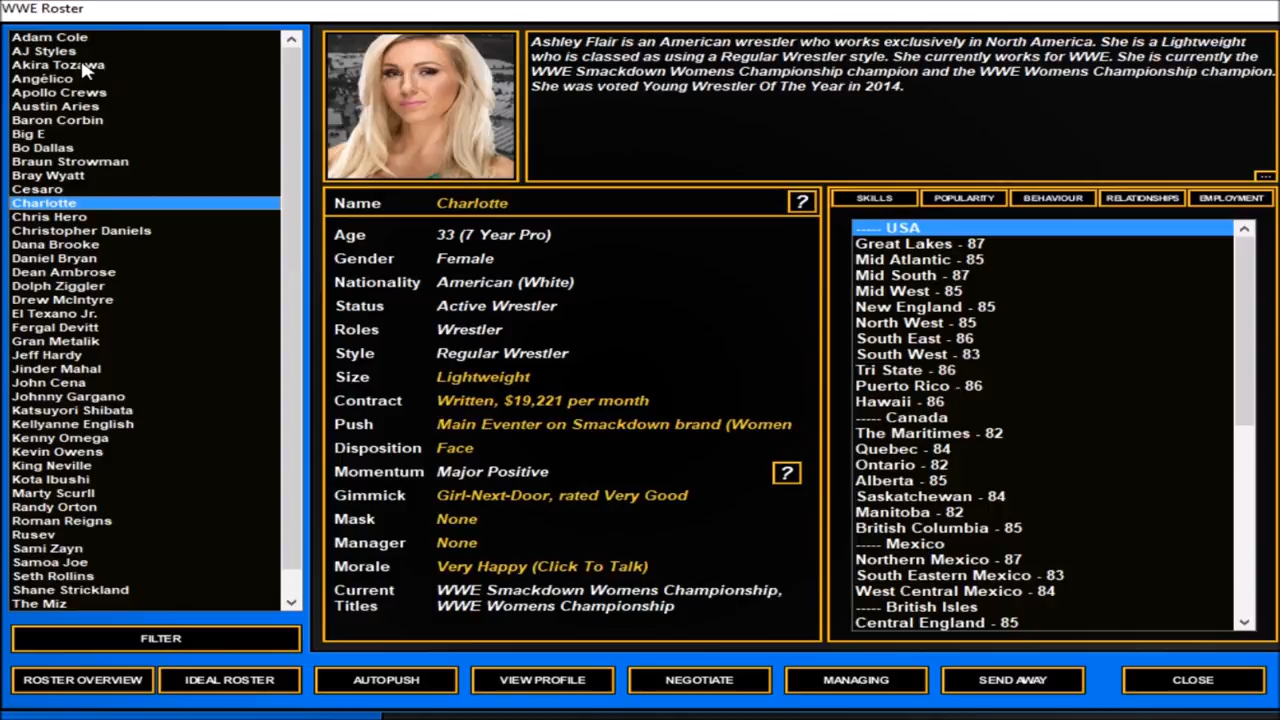 WWE Roster
Adam Cole
AJ Styles
Akira Tozawa
Angélico
Apollo Crews
Austin Aries
Baron Corbin
Big E
Bo Dallas
Braun Strowman
Bray Wyatt
Cesaro
Charlotte
Chris Hero
Christopher Daniels
Dana Brooke
Daniel Bryan
Dean Ambrose
Dolph Ziggler
Drew McIntyre
El Texano Jr.
Fergal Devitt
Gran Metalik
Jeff Hardy
Jinder Mahal
John Cena
Johnny Gargano
Katsuyori Shibata
Kellyanne English
Kenny Omega
Kevin Owens
King Neville
Kota Ibushi
Marty Scurll
Randy Orton
Roman Reigns
Rusev
Sami Zayn
Samoa Joe
Seth Rollins
Shane Strickland
The Miz
FILTER
Ashley Flair is an American wrestler who works exclusively in North America. She is a Lightweight
who is classed as using a Regular Wrestler style. She currently works for WWE. She is currently the
WWE Smackdown Womens Championship champion and the WWE Womens Championship champion.
She was voted Young Wrestler Of The Year in 2014.
...
Name Charlotte ?
Age 33 (7 Year Pro)
Gender Female
Nationality American (White)
Status Active Wrestler
Roles Wrestler
Style Regular Wrestler
Size Lightweight
Contract Written, $19,221 per month
Push Main Eventer on Smackdown brand (Women
Disposition Face
Momentum Major Positive ?
Gimmick Girl-Next-Door, rated Very Good
Mask None
Manager None
Morale Very Happy (Click To Talk)
Current WWE Smackdown Womens Championship,
Titles WWE Womens Championship
SKILLS POPULARITY BEHAVIOUR RELATIONSHIPS EMPLOYMENT
----- USA
Great Lakes - 87
Mid Atlantic - 85
Mid South - 87
Mid West - 85
New England - 85
North West - 85
South East - 86
South West - 83
Tri State - 86
Puerto Rico - 86
Hawaii - 86
----- Canada
The Maritimes - 82
Quebec - 84
Ontario - 82
Alberta - 85
Saskatchewan - 84
Manitoba - 82
British Columbia - 85
----- Mexico
Northern Mexico - 87
South Eastern Mexico - 83
West Central Mexico - 84
----- British Isles
Central England - 85
ROSTER OVERVIEW IDEAL ROSTER AUTOPUSH VIEW PROFILE NEGOTIATE MANAGING SEND AWAY CLOSE